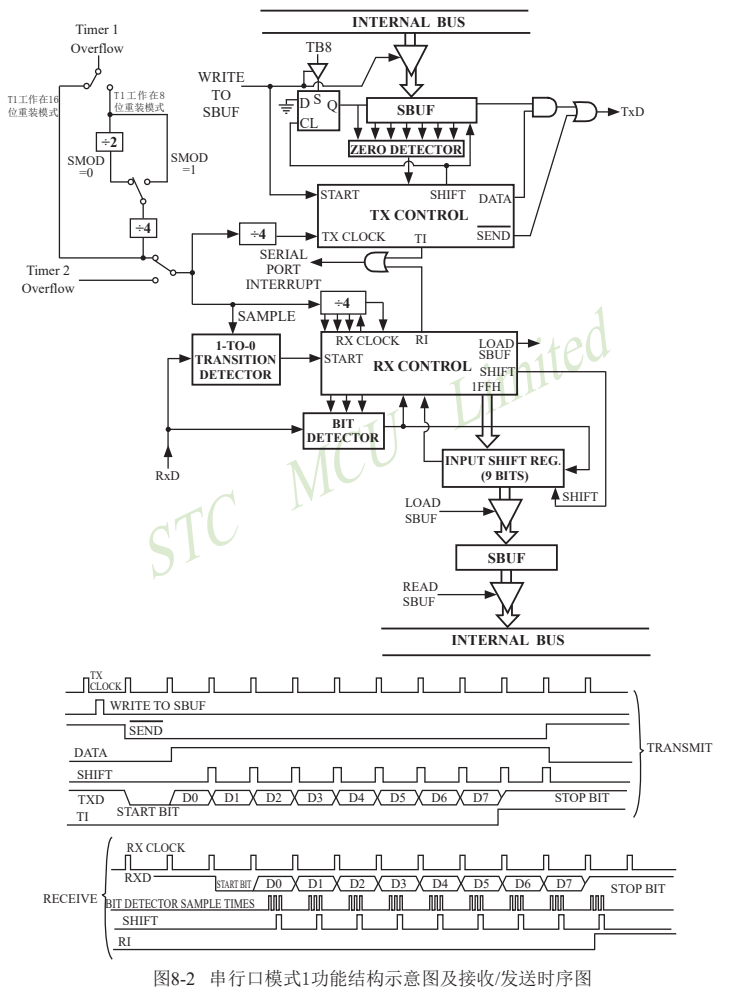 INTERNAL BUS
Timer 1
Overflow
TB8
WRITE
TO
SBUF
T1工作在16
位重装模式
T1工作在8
位重装模式
D S Q
CL
SBUF
TxD
÷2
ZERO DETECTOR
SMOD
=0
SMOD
=1
START
SHIFT
DATA
TX CONTROL
÷4
÷4
TX CLOCK
TI
SEND
Timer 2
Overflow
SERIAL
PORT
INTERRUPT
÷4
SAMPLE
RX CLOCK
RI
LOAD
SBUF
1-TO-0
TRANSITION
DETECTOR
START
RX CONTROL
SHIFT
1FFH
BIT
DETECTOR
RxD
INPUT SHIFT REG.
(9 BITS)
SHIFT
LOAD
SBUF
SBUF
READ
SBUF
INTERNAL BUS
STC MCU Limited
TX
CLOCK
WRITE TO SBUF
SEND
DATA
TRANSMIT
SHIFT
TXD
START BIT
D0 D1 D2 D3 D4 D5 D6 D7
STOP BIT
TI
RX CLOCK
RXD
START BIT
D0 D1 D2 D3 D4 D5 D6 D7
STOP BIT
RECEIVE
BIT DETECTOR SAMPLE TIMES
SHIFT
RI
图8-2 串行口模式1功能结构示意图及接收/发送时序图